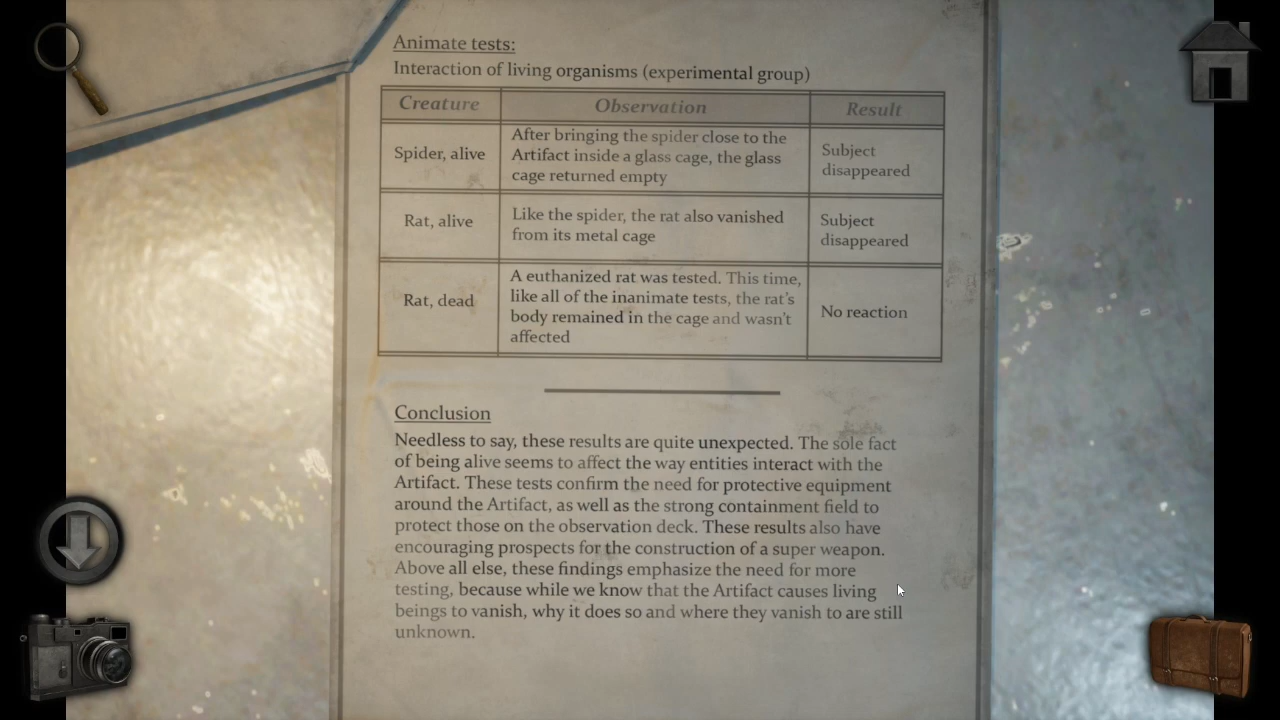 Animate tests:
Interaction of living organisms (experimental group)
Creature
Observation
Result
Spider, alive
After bringing the spider close to the
Artifact inside a glass cage, the glass
cage returned empty
Subject
disappeared
Rat, alive
Like the spider, the rat also vanished
from its metal cage
Subject
disappeared
Rat, dead
A euthanized rat was tested. This time,
like all of the inanimate tests, the rat's
body remained in the cage and wasn't
affected
No reaction
Conclusion
Needless to say, these results are quite unexpected. The sole fact
of being alive seems to affect the way entities interact with the
Artifact. These tests confirm the need for protective equipment
around the Artifact, as well as the strong containment field to
protect those on the observation deck. These results also have
encouraging prospects for the construction of a super weapon.
Above all else, these findings emphasize the need for more
testing, because while we know that the Artifact causes living
beings to vanish, why it does so and where they vanish to are still
unknown.